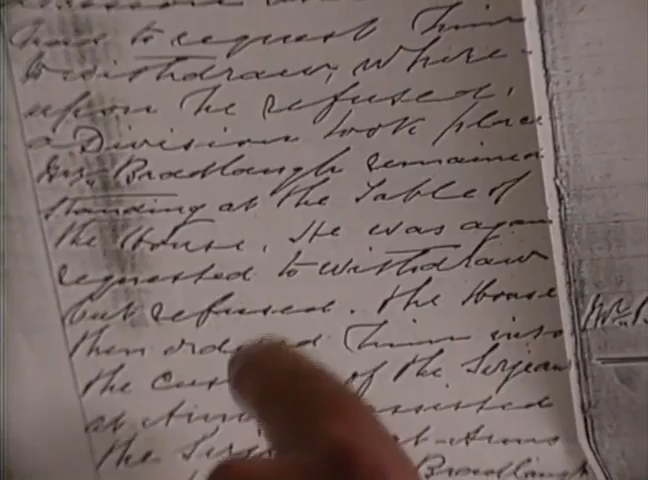 to request him
to withdraw, where-
upon he refused,
a Division took place
Mr. Bradlaugh remained
standing at the Table of
the House. He was again
requested to withdraw
but refused. The House
then ordered him into
the of the Serjeant
at assisted
the at-Arms
Bradlaugh
Mr.